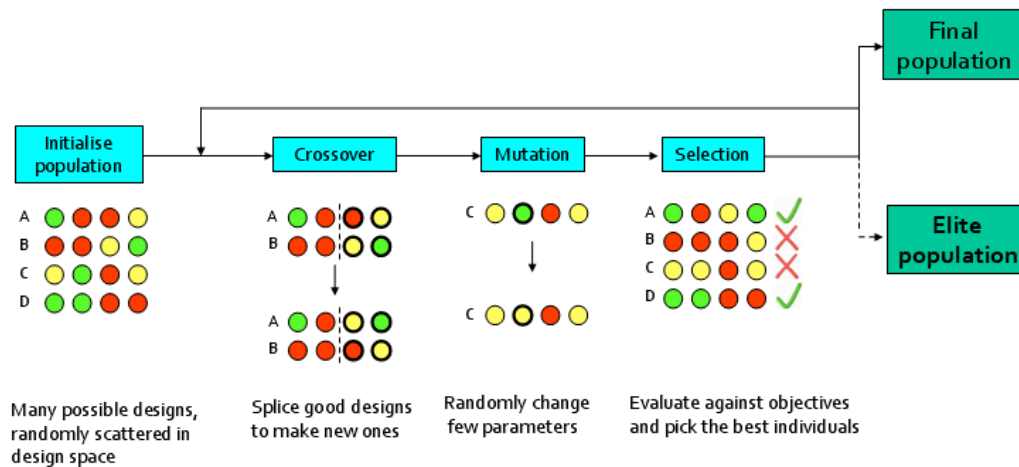 Final
population
Initialise
population
Crossover
Mutation
Selection
Elite
population
A
B
C
D
A
B
A
B
C
C
A
B
C
D
Many possible designs,
randomly scattered in
design space
Splice good designs
to make new ones
Randomly change
few parameters
Evaluate against objectives
and pick the best individuals